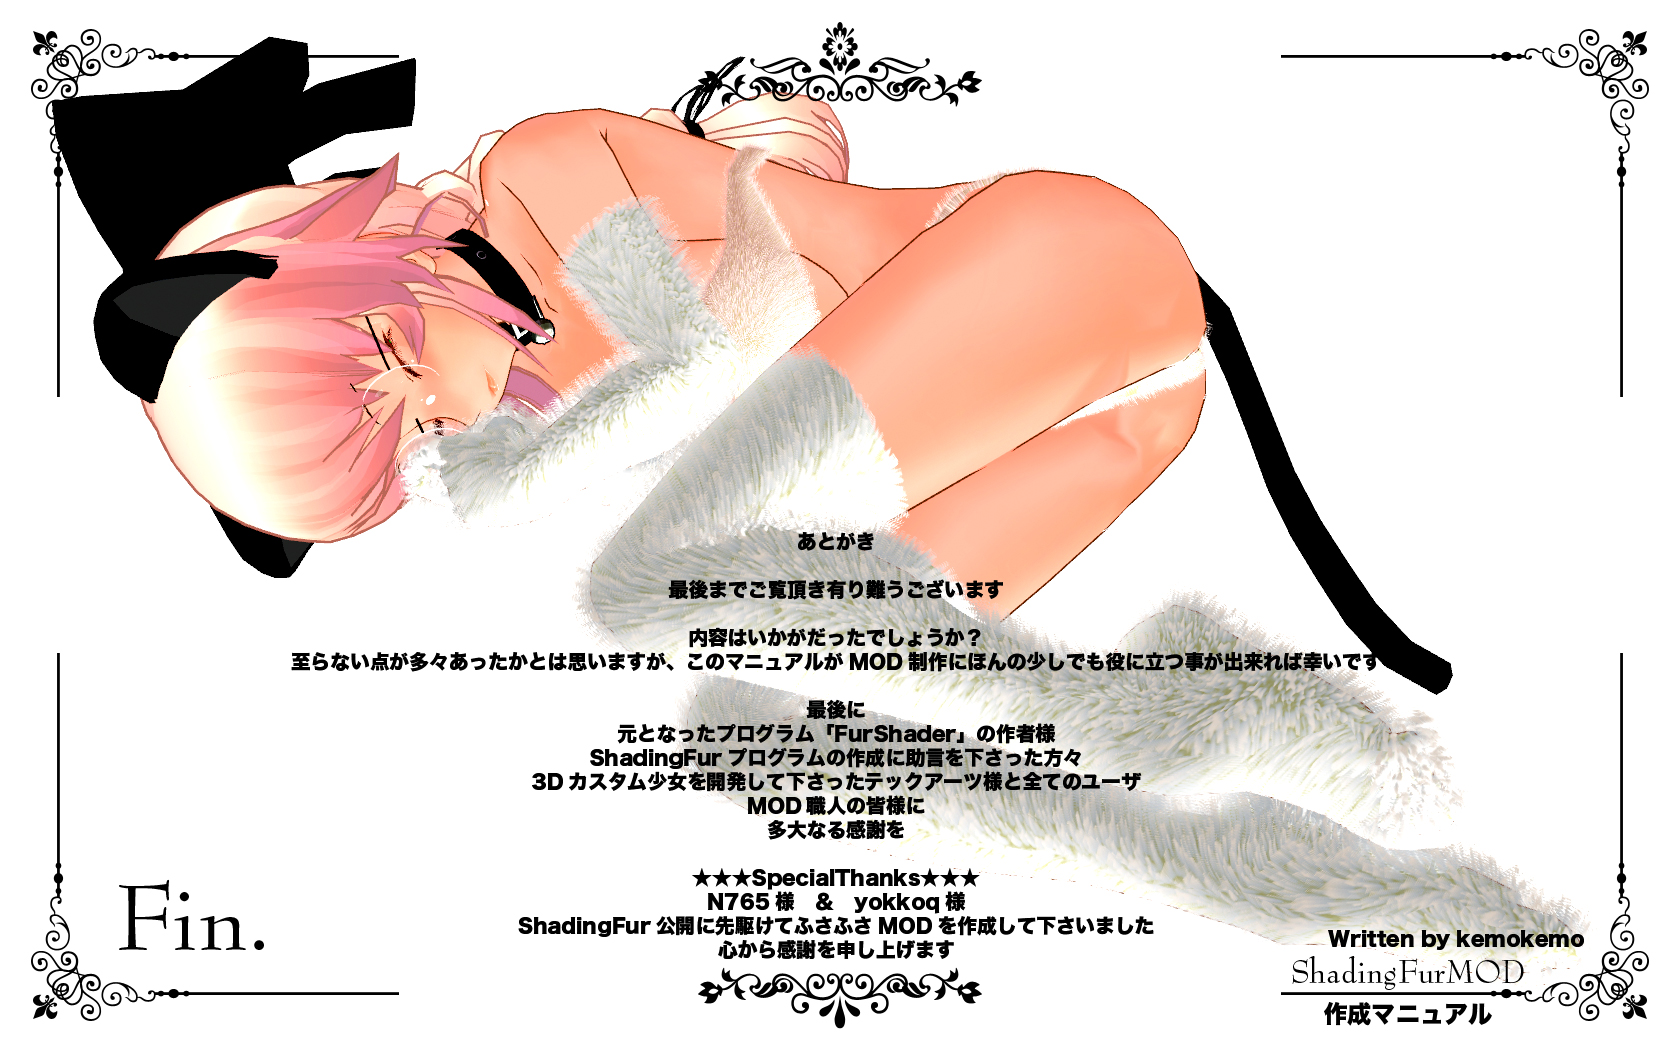 あとがき
最後までご覧頂き有り難うございます
内容はいかがだったでしょうか？
至らない点が多々あったかとは思いますが、このマニュアルが MOD 制作にほんの少しでも役に立つ事が出来れば幸いです
最後に
元となったプログラム「FurShader」の作者様
ShadingFur プログラムの作成に助言を下さった方々
3D カスタム少女を開発して下さったテックアーツ様と全てのユーザ
MOD 職人の皆様に
多大なる感謝を
★★★SpecialThanks★★★
N765 様　&　yokkoq 様
ShadingFur 公開に先駆けてふさふさ MOD を作成して下さいました
心から感謝を申し上げます
Fin.
Written by kemokemo
ShadingFurMOD
作成マニュアル